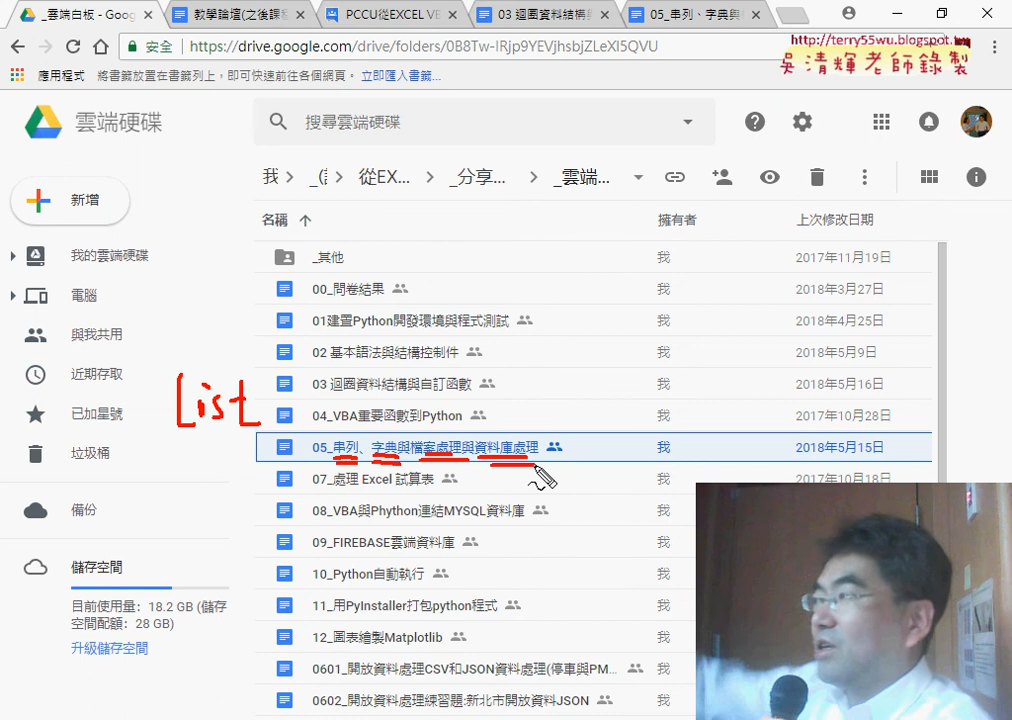 _雲端白板 - Goog
教學論壇(之後課程
PCCU從EXCEL VB
03 迴圈資料結構與
05_串列、字典與
安全
https://drive.google.com/drive/folders/0B8Tw-IRjp9YEVjhsbjZLeXI5QVU
http://terry55wu.blogspot.tw
吳清輝老師錄製
應用程式 將書籤放置在書籤列上，即可快速前往各個網頁。 立即匯入書籤...
雲端硬碟
搜尋雲端硬碟
新增
我 > _(訁 > 從EX... > _分享... > _雲端...
名稱 擁有者 上次修改日期
我的雲端硬碟
電腦
與我共用
近期存取
已加星號
垃圾桶
備份
儲存空間
目前使用量：18.2 GB (儲存
空間配額：28 GB)
升級儲存空間
_其他 我 2017年11月19日
00_問卷結果 我 2018年3月27日
01建置Python開發環境與程式測試 我 2018年4月25日
02 基本語法與結構控制件 我 2018年5月9日
03 迴圈資料結構與自訂函數 我 2018年5月16日
list
04_VBA重要函數到Python 我 2017年10月28日
05_串列、字典與檔案處理與資料庫處理 我 2018年5月15日
07_處理 Excel 試算表 我 2017年10月18日
08_VBA與Phython連結MYSQL資料庫 我
09_FIREBASE雲端資料庫 我
10_Python自動執行 我
11_用PyInstaller打包python程式 我
12_圖表繪製Matplotlib 我
0601_開放資料處理CSV和JSON資料處理(停車與PM... 我
0602_開放資料處理練習題:新北市開放資料JSON 我